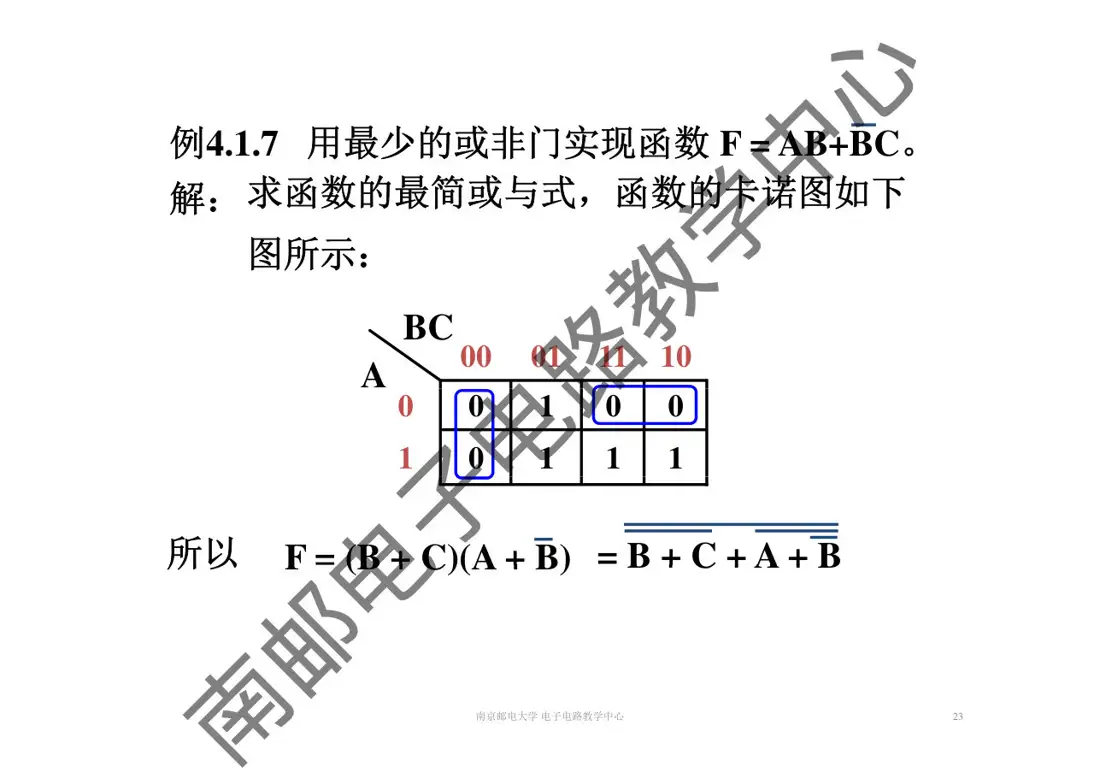 例4.1.7 用最少的或非门实现函数 F = AB+B̅C。
解：求函数的最简或与式，函数的卡诺图如下
图所示：
BC
00 01 11 10
A
0 0 1 0 0
1 0 1 1 1
所以 F = (B + C)(A + B̅) = B + C + A + B
南邮电子电路教学中心
南京邮电大学 电子电路教学中心
23